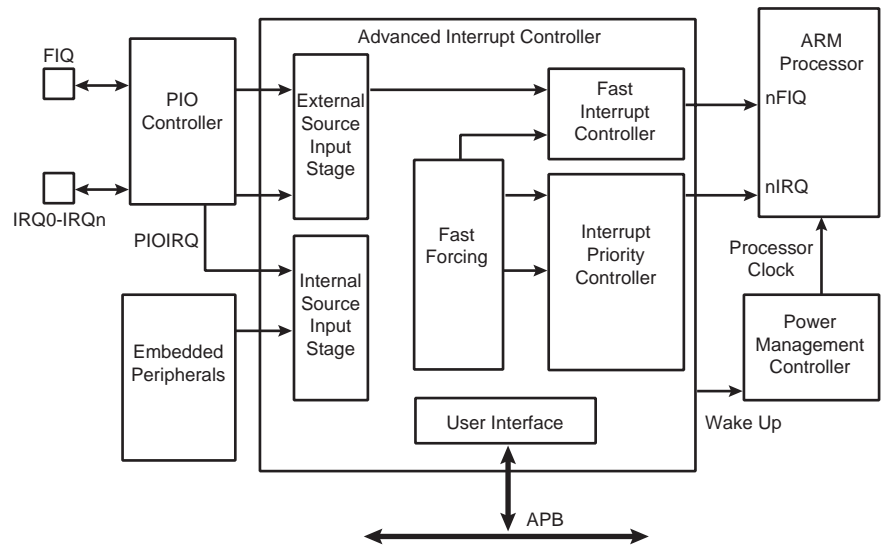 Advanced Interrupt Controller
FIQ
PIO
Controller
IRQ0-IRQn
PIOIRQ
Embedded
Peripherals
External
Source
Input
Stage
Internal
Source
Input
Stage
Fast
Forcing
Fast
Interrupt
Controller
Interrupt
Priority
Controller
User Interface
APB
ARM
Processor
nFIQ
nIRQ
Processor
Clock
Power
Management
Controller
Wake Up